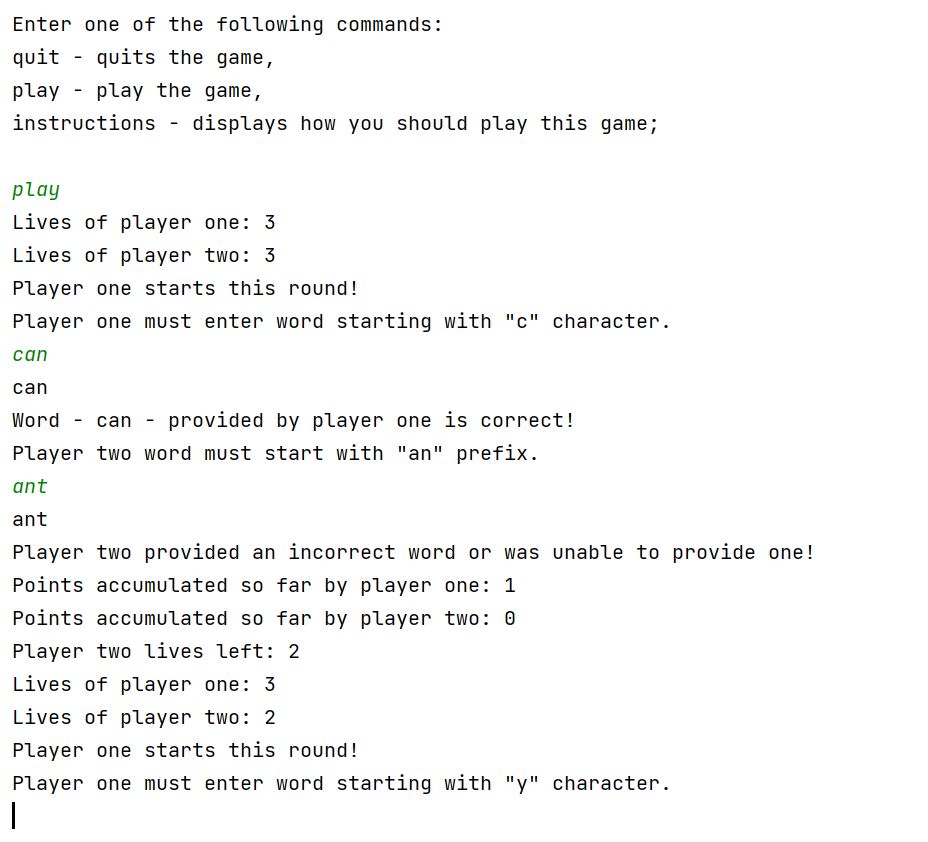 Enter one of the following commands:
quit - quits the game,
play - play the game,
instructions - displays how you should play this game;
play
Lives of player one: 3
Lives of player two: 3
Player one starts this round!
Player one must enter word starting with "c" character.
can
can
Word - can - provided by player one is correct!
Player two word must start with "an" prefix.
ant
ant
Player two provided an incorrect word or was unable to provide one!
Points accumulated so far by player one: 1
Points accumulated so far by player two: 0
Player two lives left: 2
Lives of player one: 3
Lives of player two: 2
Player one starts this round!
Player one must enter word starting with "y" character.